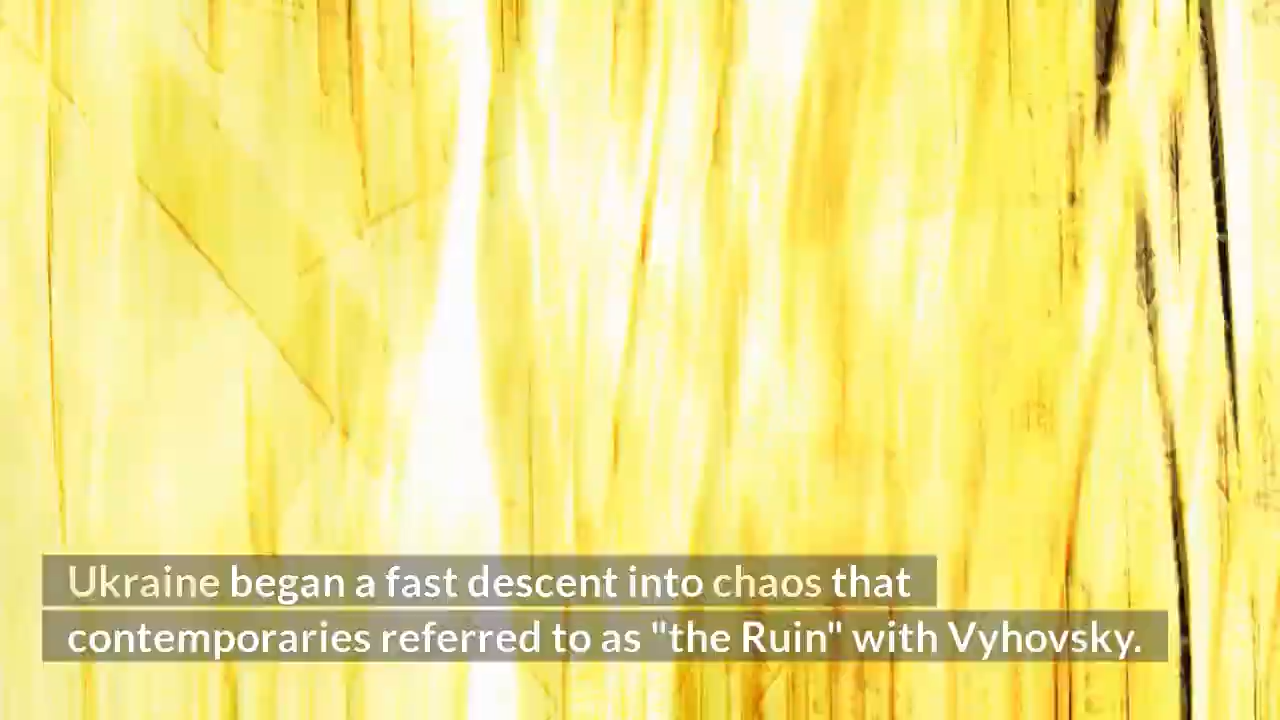 Ukraine began a fast descent into chaos that
contemporaries referred to as "the Ruin" with Vyhovsky.